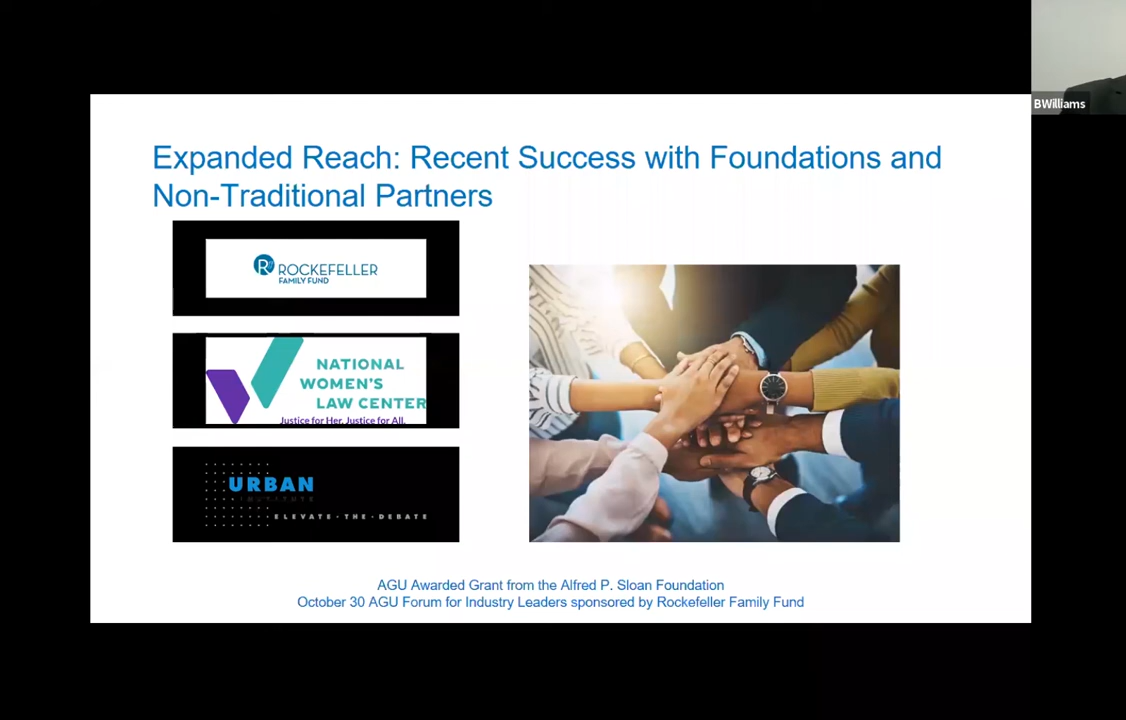 BWilliams
Expanded Reach: Recent Success with Foundations and
Non-Traditional Partners
ROCKEFELLER
FAMILY FUND
NATIONAL
WOMEN'S
LAW CENTER
Justice for Her. Justice for All.
URBAN
INSTITUTE
ELEVATE · THE · DEBATE
AGU Awarded Grant from the Alfred P. Sloan Foundation
October 30 AGU Forum for Industry Leaders sponsored by Rockefeller Family Fund